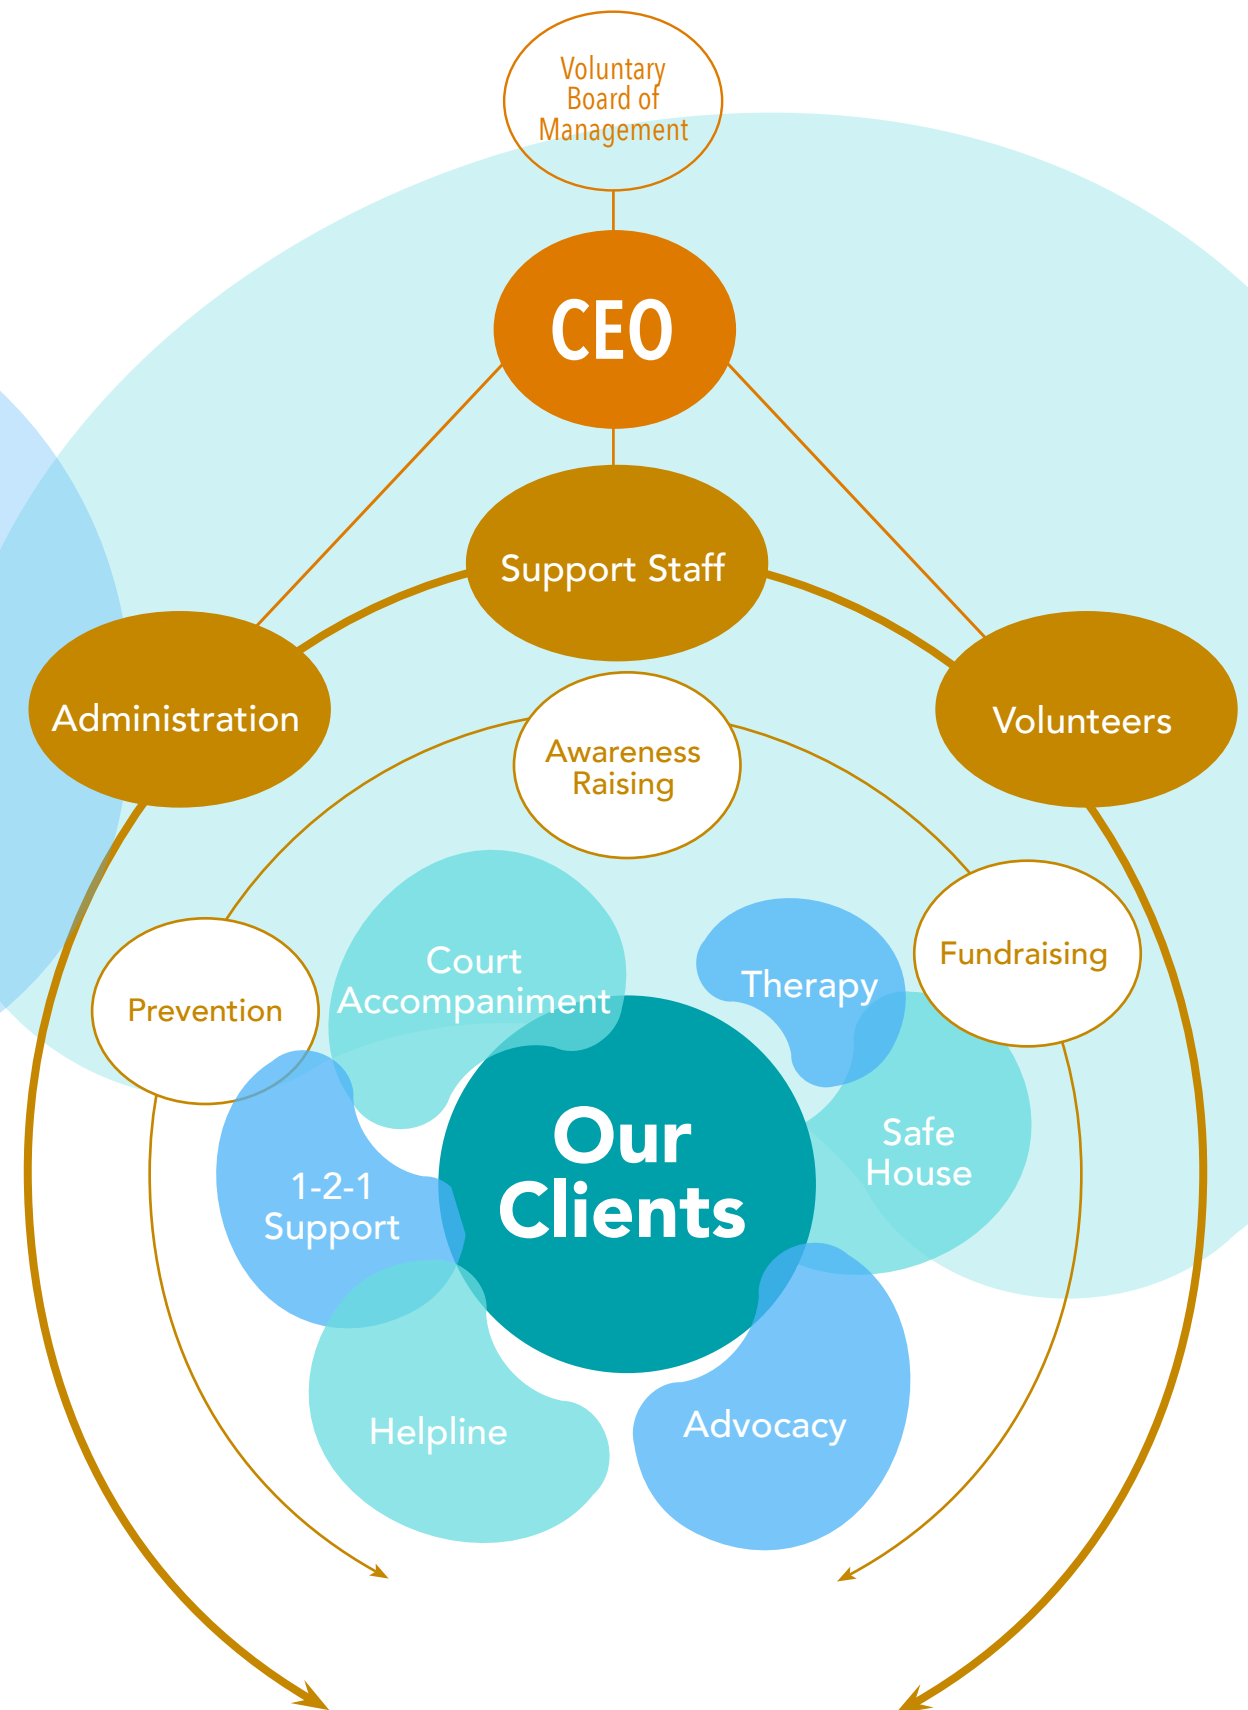 Voluntary
Board of
Management
CEO
Support Staff
Administration
Volunteers
Awareness
Raising
Prevention
Fundraising
Court
Accompaniment
Therapy
Our
Clients
Safe
House
1-2-1
Support
Helpline
Advocacy